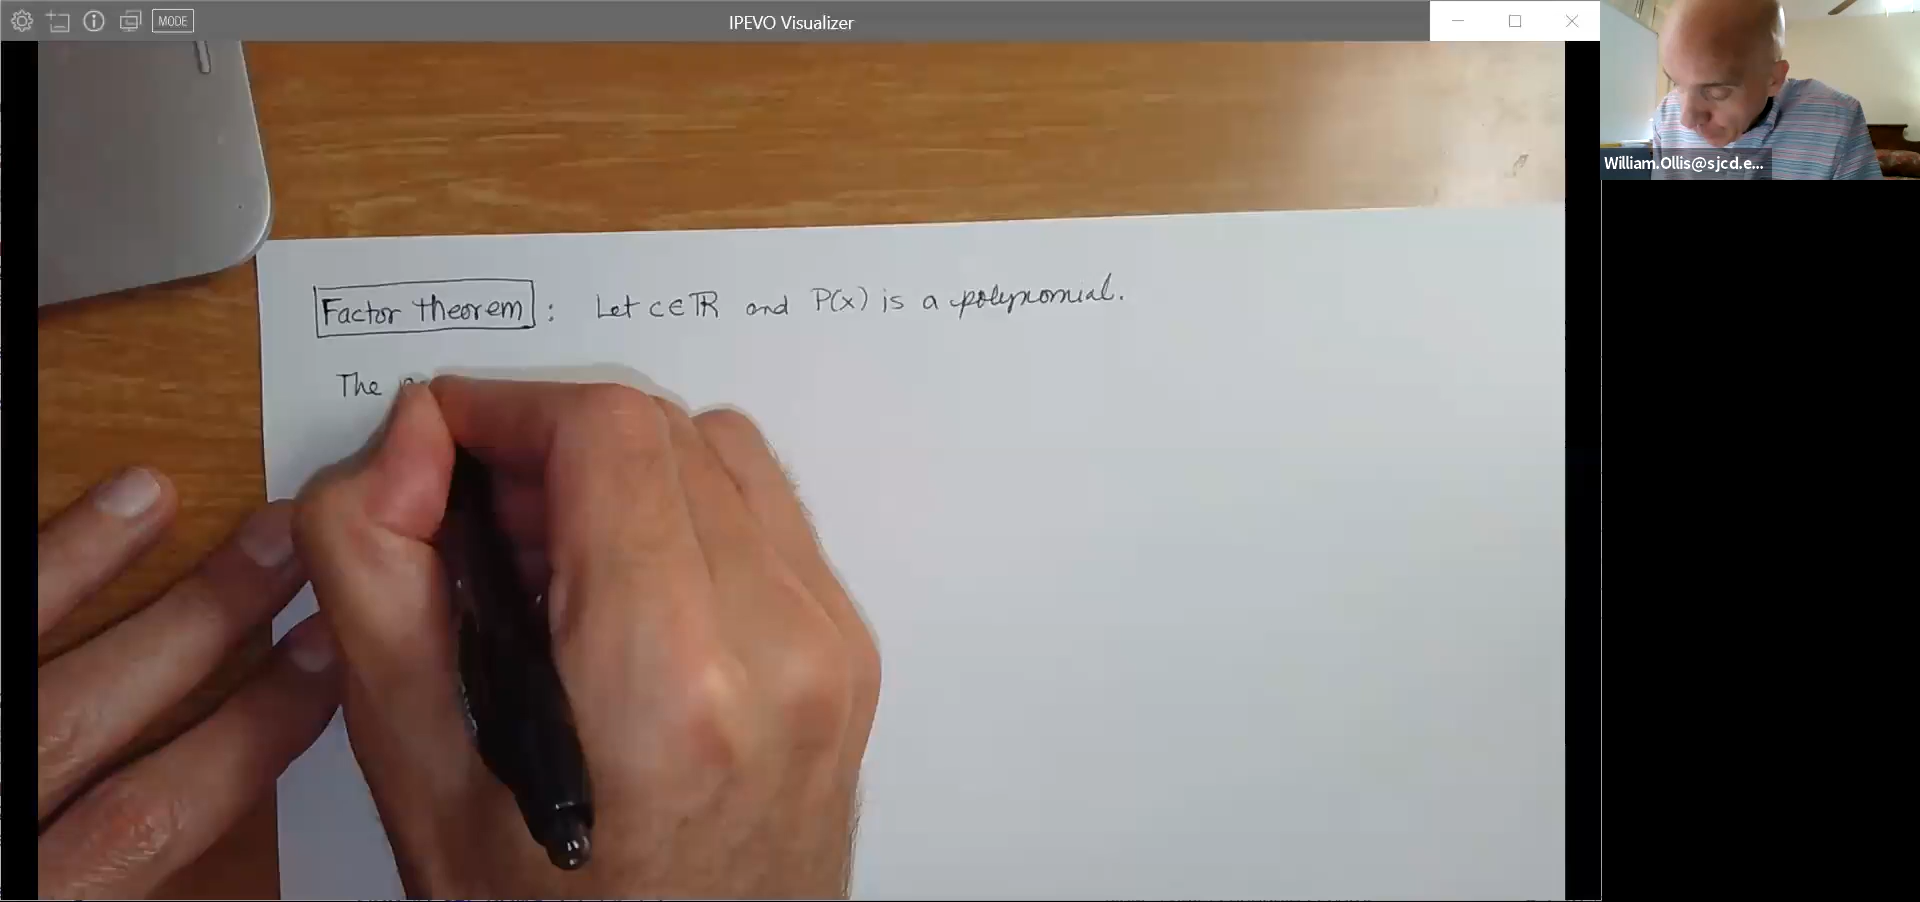 MODE
IPEVO Visualizer
William.Ollis@sjcd.e...
Factor theorem : Let c∈ℝ and P(x) is a polynomial.
The